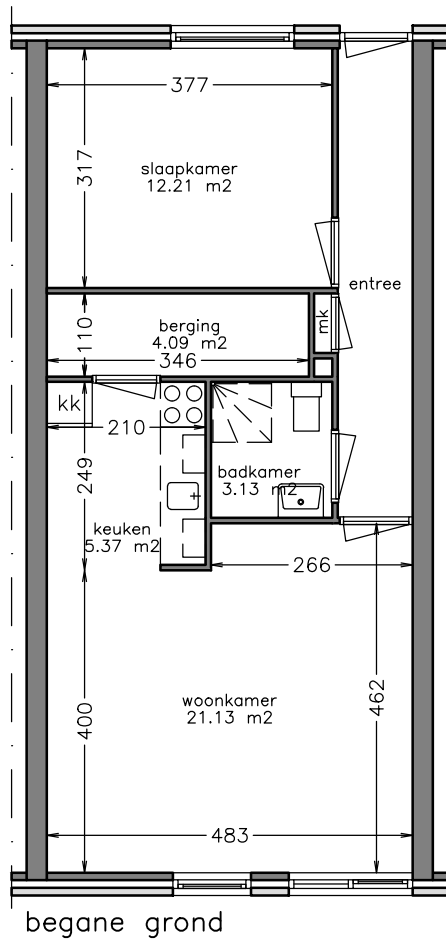 377
317
slaapkamer
12.21 m2
entree
mk
110
berging
4.09 m2
346
kk
210
249
badkamer
3.13 m2
keuken
5.37 m2
266
woonkamer
21.13 m2
400
462
483
begane grond